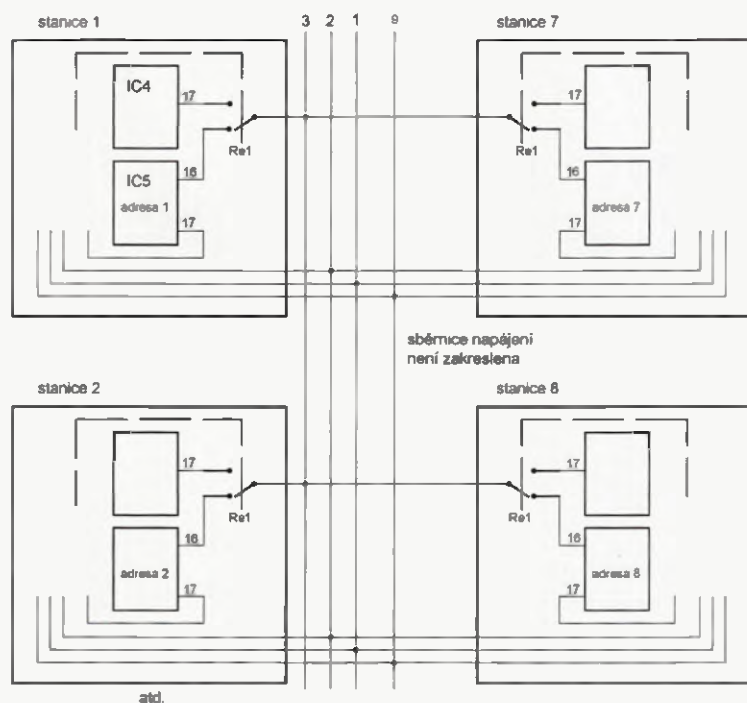 stanice 1
3 2 1 9
stanice 7
IC4
17
17
Re1
Re1
IC5
16
16
adresa 1
adresa 7
17
17
sběrnice napájení
není zakreslena
stanice 2
stanice 8
17
17
Re1
Re1
16
16
adresa 2
adresa 8
17
17
atd.